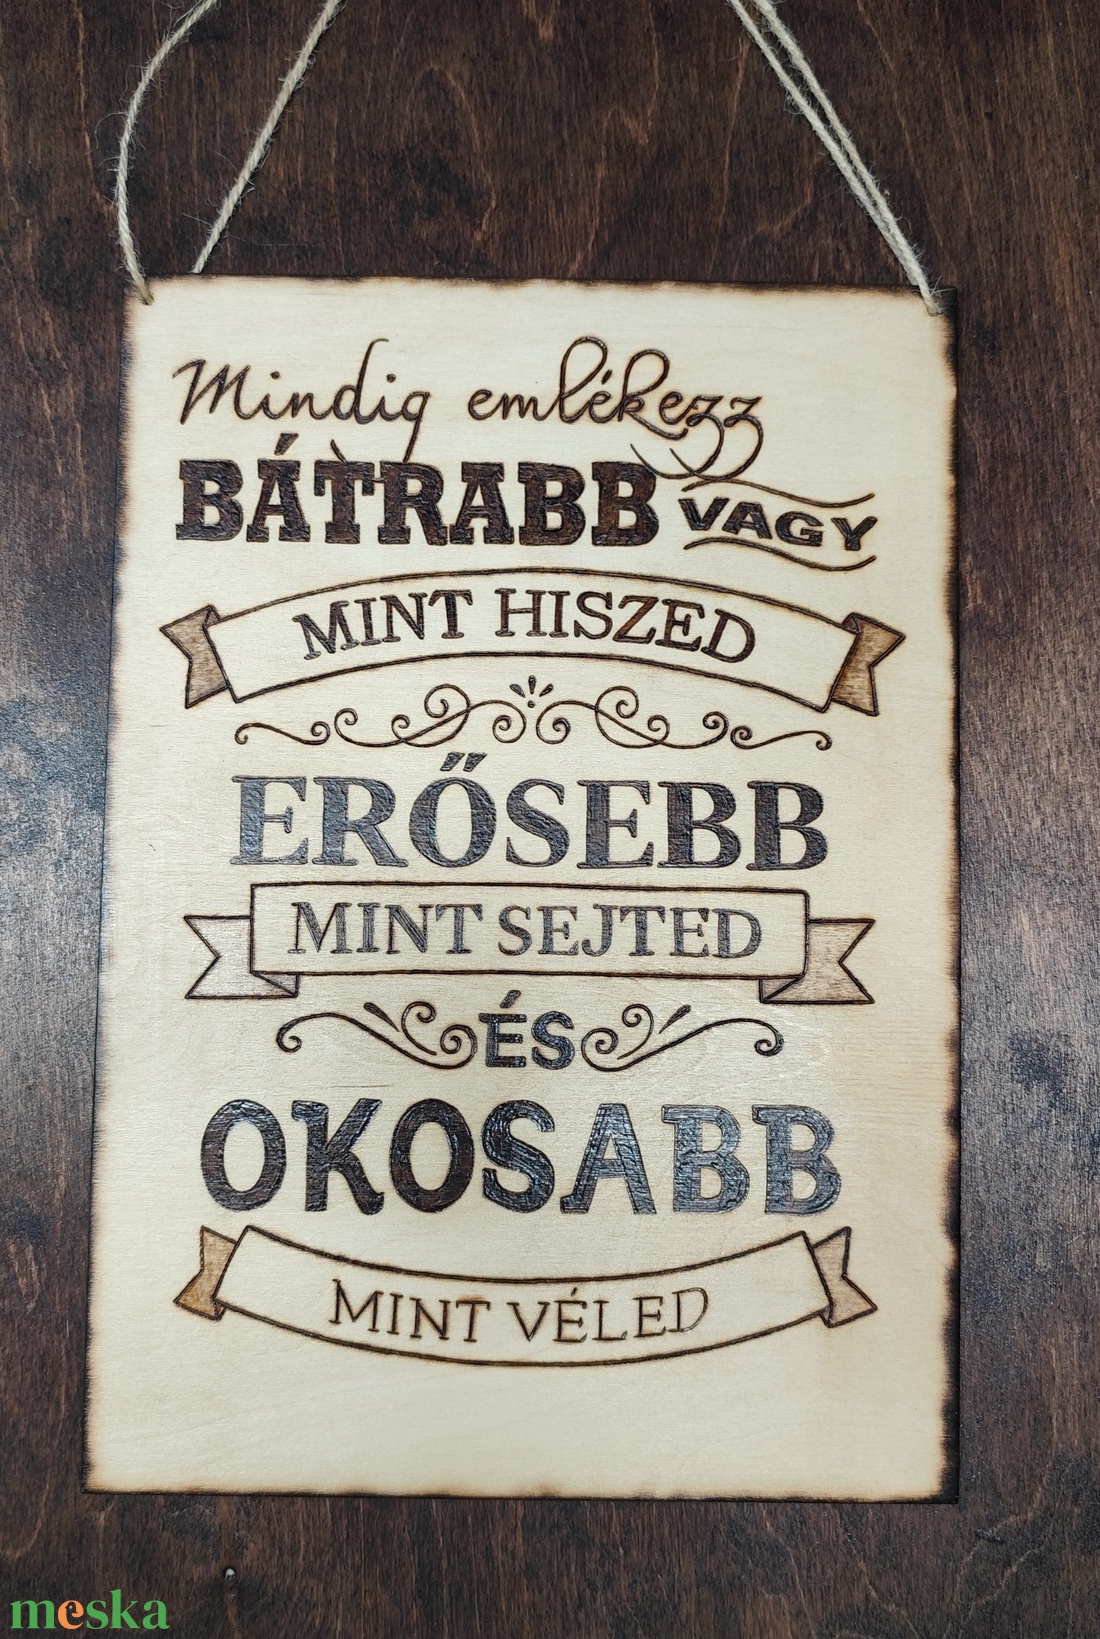 Mindig emlékezz
BÁTRABB VAGY
MINT HISZED
ERŐSEBB
MINT SEJTED
ÉS
OKOSABB
MINT VÉLED
meska